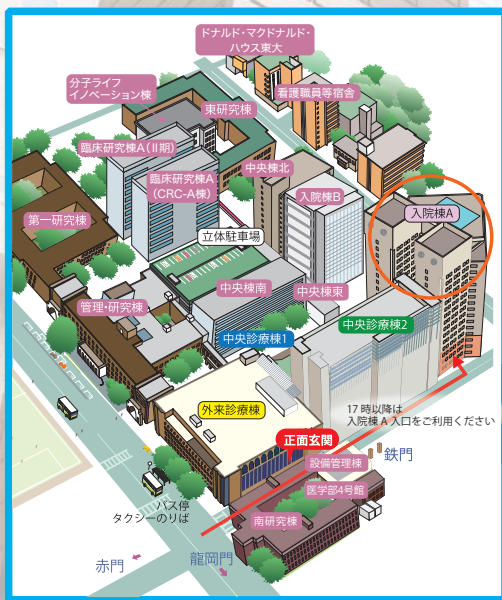 ドナルド・マクドナルド・
ハウス東大
分子ライフ
イノベーション棟
看護職員等宿舎
東研究棟
臨床研究棟A(II期)
中央棟北
臨床研究棟A
(CRC-A棟)
入院棟B
入院棟A
第一研究棟
立体駐車場
中央棟南
中央棟東
管理・研究棟
中央診療棟1
中央診療棟2
外来診療棟
17時以降は
入院棟A入口をご利用ください
正面玄関
設備管理棟
鉄門
医学部4号館
バス停
タクシーのりば
南研究棟
赤門
龍岡門